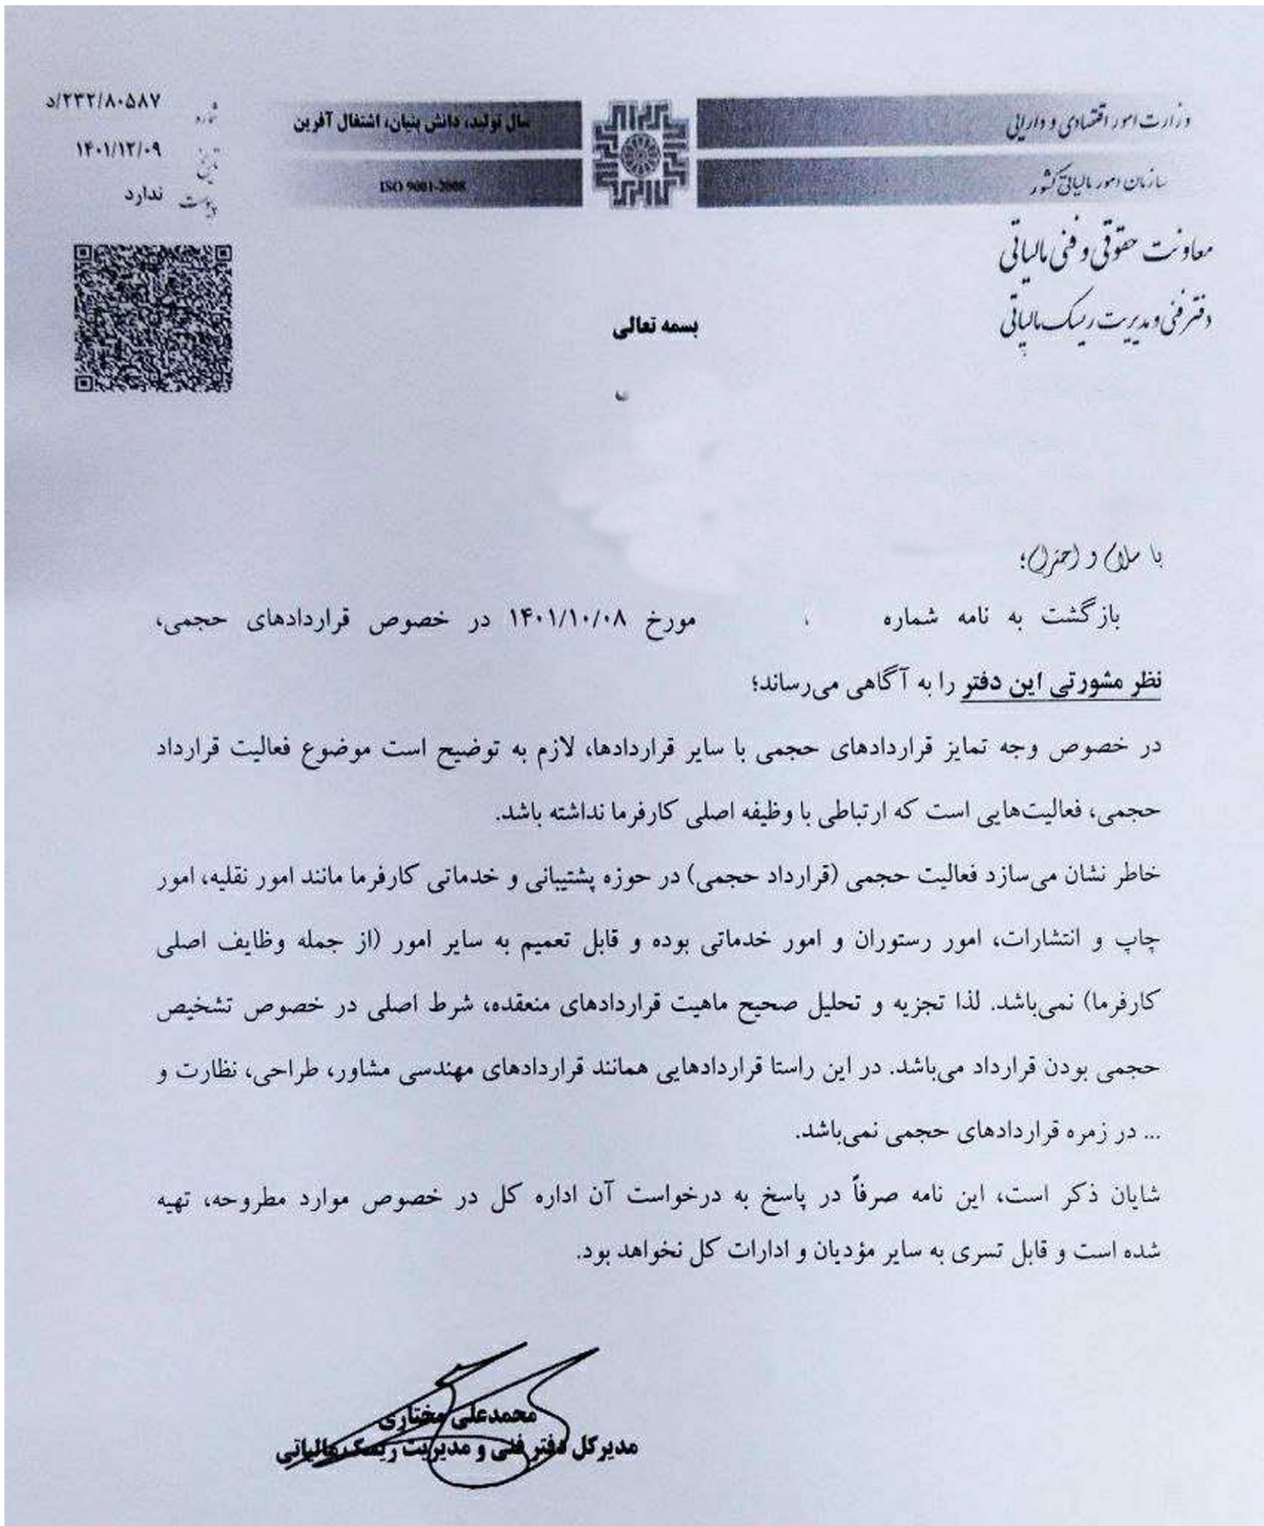 وزارت امور اقتصادی و دارایی
سازمان امور مالیاتی کشور
معاونت حقوقی و فنی مالیاتی
دفتر فنی و مدیریت ریسک مالیاتی
سال تولید، دانش بنیان، اشتغال آفرین
ISO 9001-2008
شماره ۲۳۲/۸۰۵۸۷/د
تاریخ ۱۴۰۱/۱۲/۰۹
پیوست ندارد
بسمه تعالی
با سلام و احترام؛
بازگشت به نامه شماره مورخ ۱۴۰۱/۱۰/۰۸ در خصوص قراردادهای حجمی،
نظر مشورتی این دفتر را به آگاهی می‌رساند؛
در خصوص وجه تمایز قراردادهای حجمی با سایر قراردادها، لازم به توضیح است موضوع فعالیت قرارداد
حجمی، فعالیت‌هایی است که ارتباطی با وظیفه اصلی کارفرما نداشته باشد.
خاطر نشان می‌سازد فعالیت حجمی (قرارداد حجمی) در حوزه پشتیبانی و خدماتی کارفرما مانند امور نقلیه، امور
چاپ و انتشارات، امور رستوران و امور خدماتی بوده و قابل تعمیم به سایر امور (از جمله وظایف اصلی
کارفرما) نمی‌باشد. لذا تجزیه و تحلیل صحیح ماهیت قراردادهای منعقده، شرط اصلی در خصوص تشخیص
حجمی بودن قرارداد می‌باشد. در این راستا قراردادهایی همانند قراردادهای مهندسی مشاور، طراحی، نظارت و
... در زمره قراردادهای حجمی نمی‌باشد.
شایان ذکر است، این نامه صرفاً در پاسخ به درخواست آن اداره کل در خصوص موارد مطروحه، تهیه
شده است و قابل تسری به سایر مؤدیان و ادارات کل نخواهد بود.
محمدعلی مختاری
مدیرکل دفتر فنی و مدیریت ریسک مالیاتی